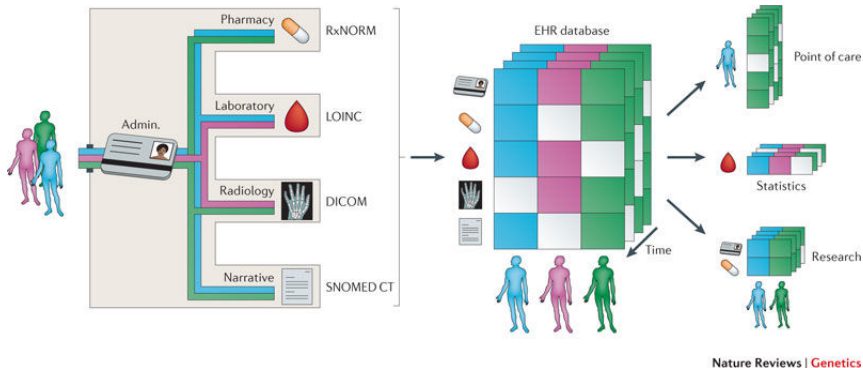 Pharmacy
RxNORM
Admin.
Laboratory
LOINC
Radiology
DICOM
Narrative
SNOMED CT
EHR database
Time
Point of care
Statistics
Research
Nature Reviews | Genetics